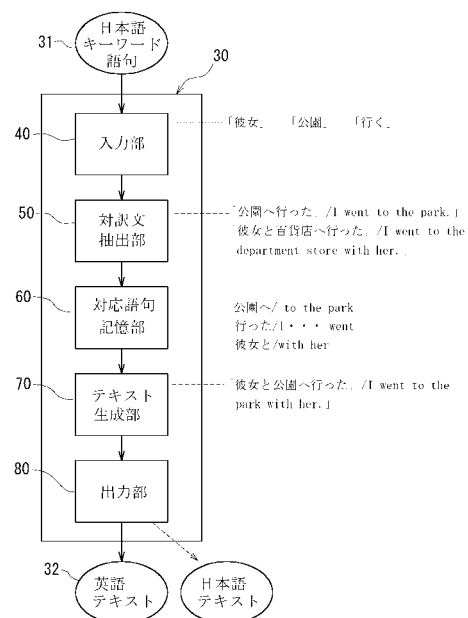 31
日本語
キーワード
語句
30
40
入力部
「彼女」 「公園」 「行く」
50
対訳文
抽出部
「公園へ行った」/I went to the park.」
「彼女と百貨店へ行った」/I went to the
department store with her.」
60
対応語句
記憶部
公園へ/ to the park
行った/I・・・ went
彼女と/with her
70
テキスト
生成部
「彼女と公園へ行った」/I went to the
park with her.」
80
出力部
32
英語
テキスト
日本語
テキスト